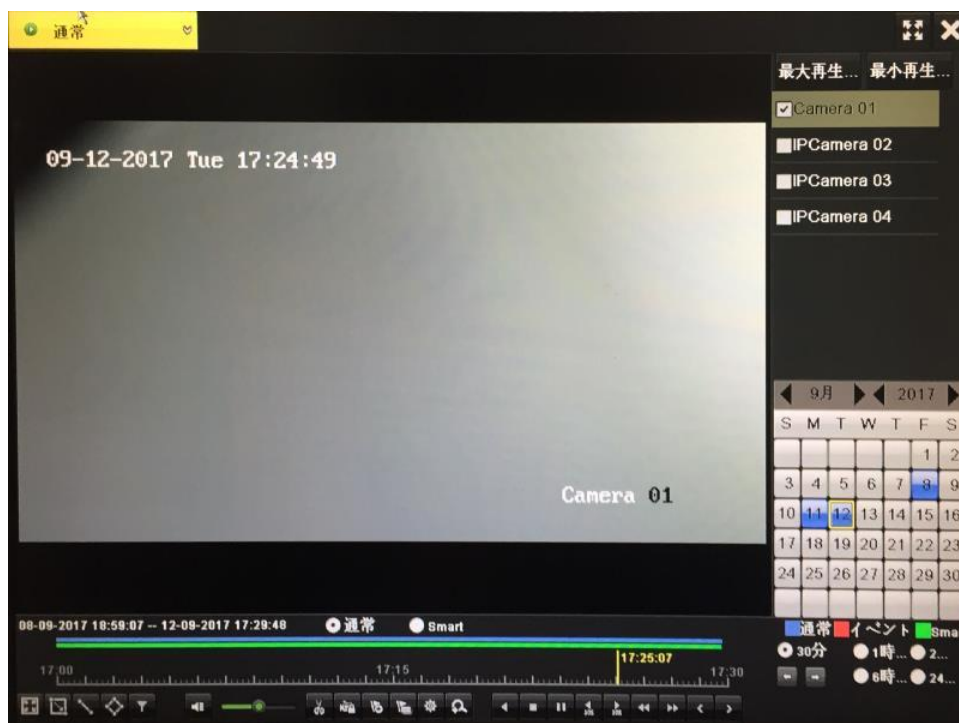 通常
最大再生... 最小再生...
Camera 01
IPCamera 02
IPCamera 03
IPCamera 04
09-12-2017 Tue 17:24:49
Camera 01
9月 2017
S M T W T F S
1 2
3 4 5 6 7 8 9
10 11 12 13 14 15 16
17 18 19 20 21 22 23
24 25 26 27 28 29 30
08-09-2017 18:59:07 -- 12-09-2017 17:29:48 通常 Smart
通常 イベント Sma
30分 1時... 2...
6時... 24...
17:00 17:15 17:25:07 17:30